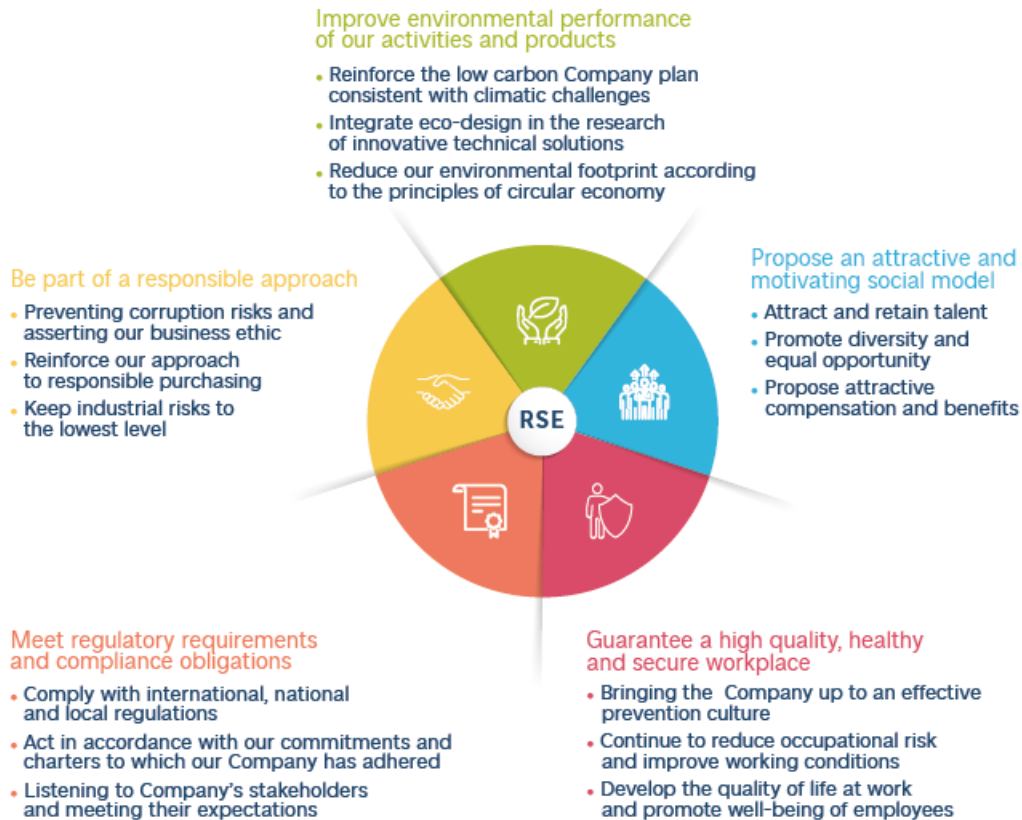 Improve environmental performance
of our activities and products
• Reinforce the low carbon Company plan
consistent with climatic challenges
• Integrate eco-design in the research
of innovative technical solutions
• Reduce our environmental footprint according
to the principles of circular economy
Be part of a responsible approach
• Preventing corruption risks and
asserting our business ethic
• Reinforce our approach
to responsible purchasing
• Keep industrial risks to
the lowest level
Propose an attractive and
motivating social model
• Attract and retain talent
• Promote diversity and
equal opportunity
• Propose attractive
compensation and benefits
RSE
Meet regulatory requirements
and compliance obligations
• Comply with international, national
and local regulations
• Act in accordance with our commitments and
charters to which our Company has adhered
• Listening to Company's stakeholders
and meeting their expectations
Guarantee a high quality, healthy
and secure workplace
• Bringing the Company up to an effective
prevention culture
• Continue to reduce occupational risk
and improve working conditions
• Develop the quality of life at work
and promote well-being of employees